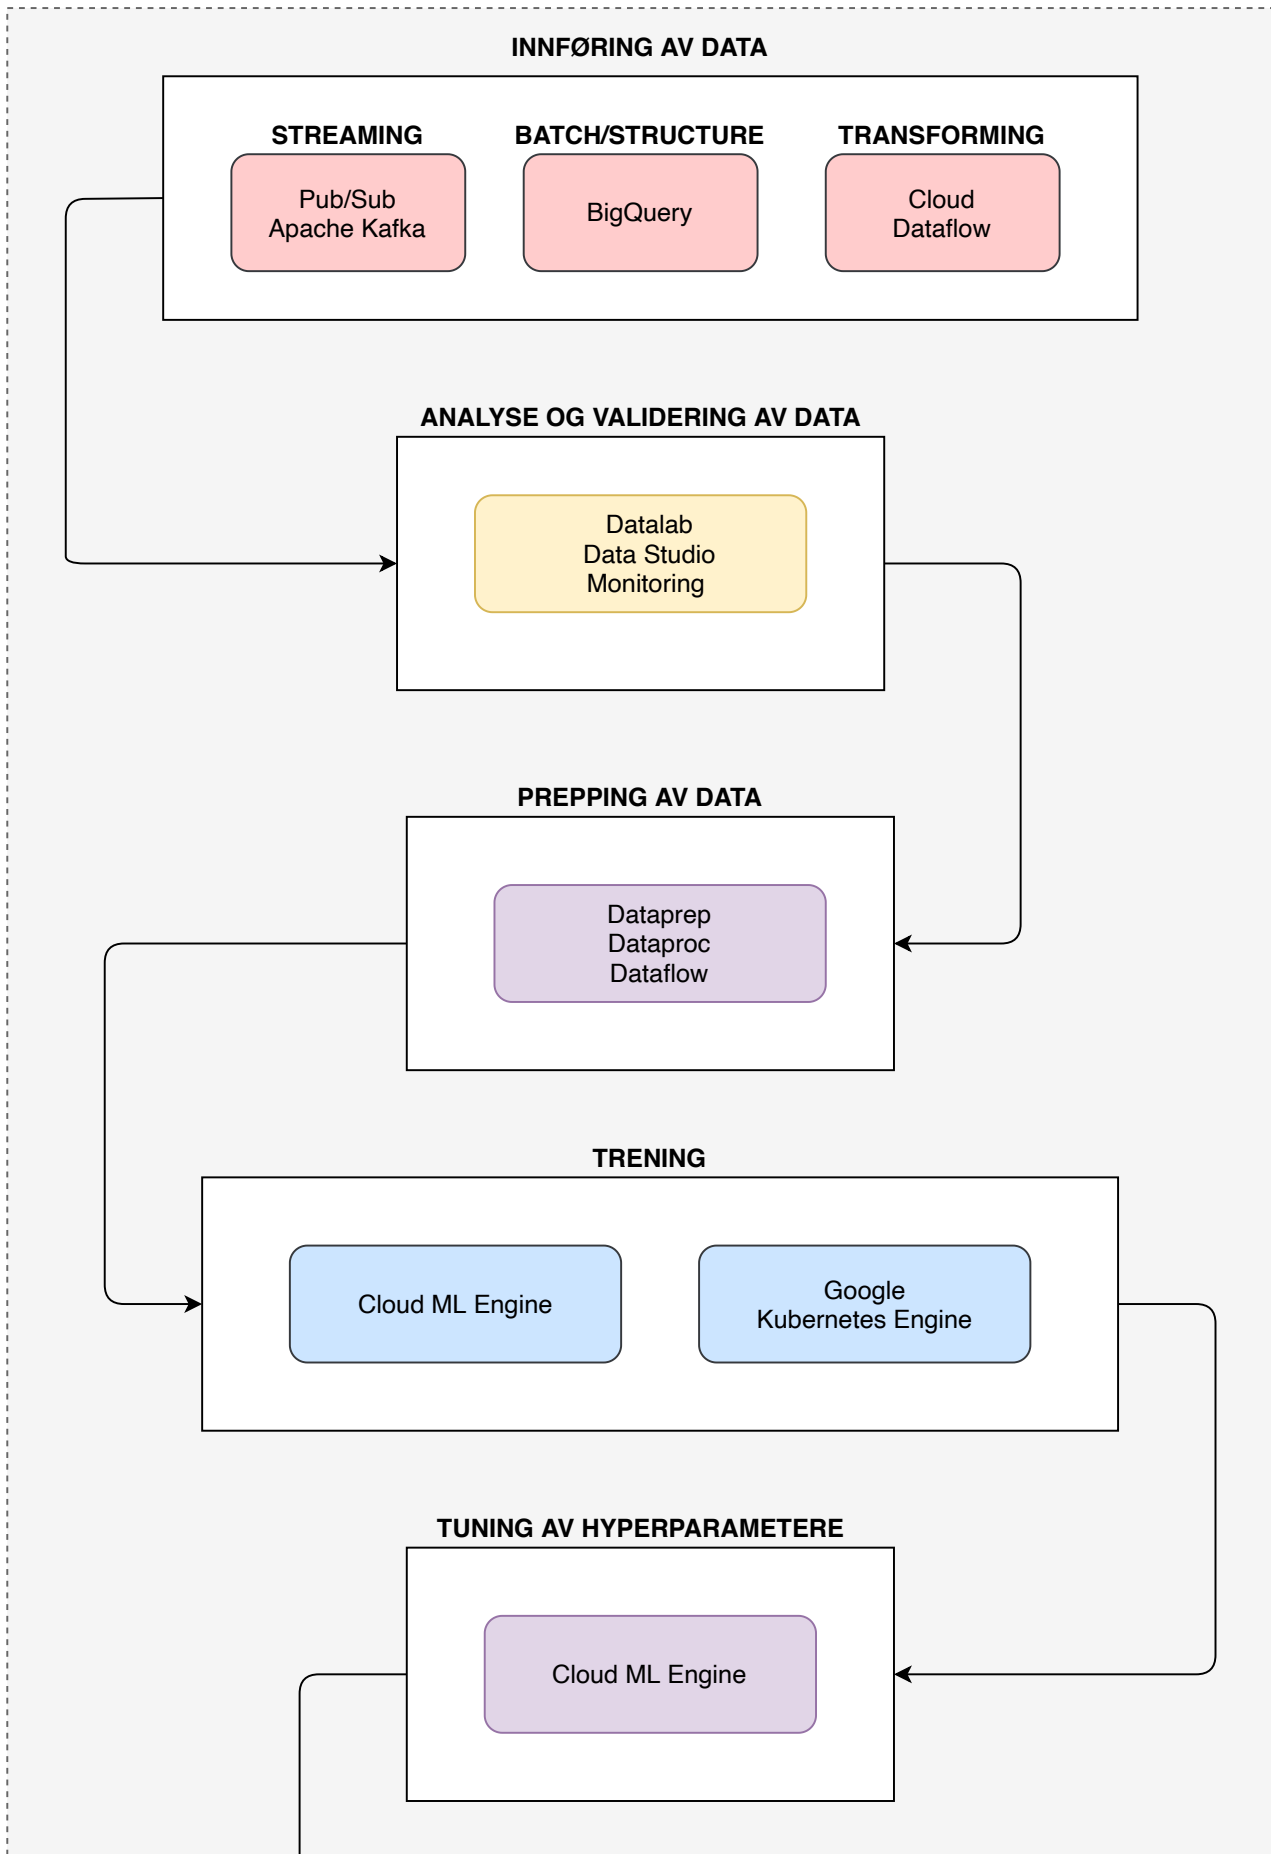 INNFØRING AV DATA
STREAMING
BATCH/STRUCTURE
TRANSFORMING
Pub/Sub
Apache Kafka
BigQuery
Cloud
Dataflow
ANALYSE OG VALIDERING AV DATA
Datalab
Data Studio
Monitoring
PREPPING AV DATA
Dataprep
Dataproc
Dataflow
TRENING
Cloud ML Engine
Google
Kubernetes Engine
TUNING AV HYPERPARAMETERE
Cloud ML Engine